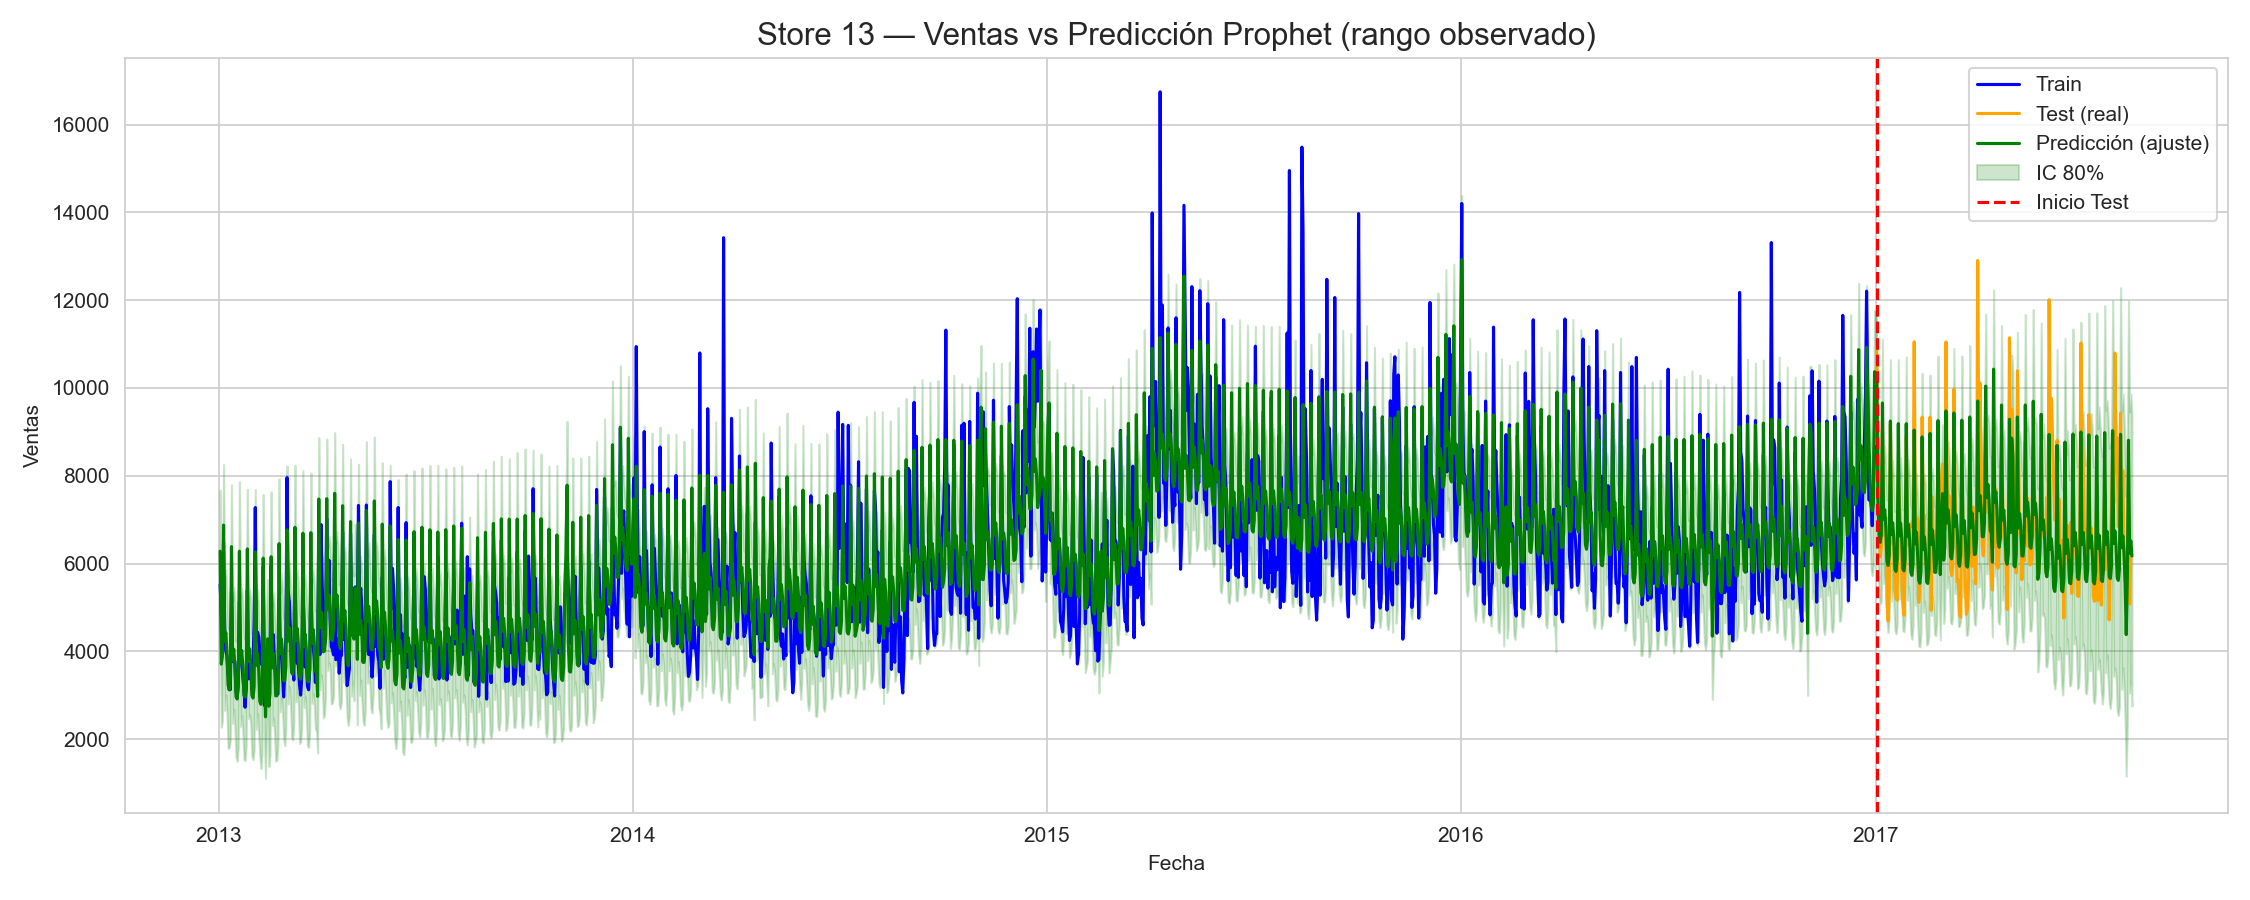 Store 13 — Ventas vs Predicción Prophet (rango observado)
Train
Test (real)
Predicción (ajuste)
IC 80%
Inicio Test
Ventas
16000
14000
12000
10000
8000
6000
4000
2000
2013
2014
2015
2016
2017
Fecha